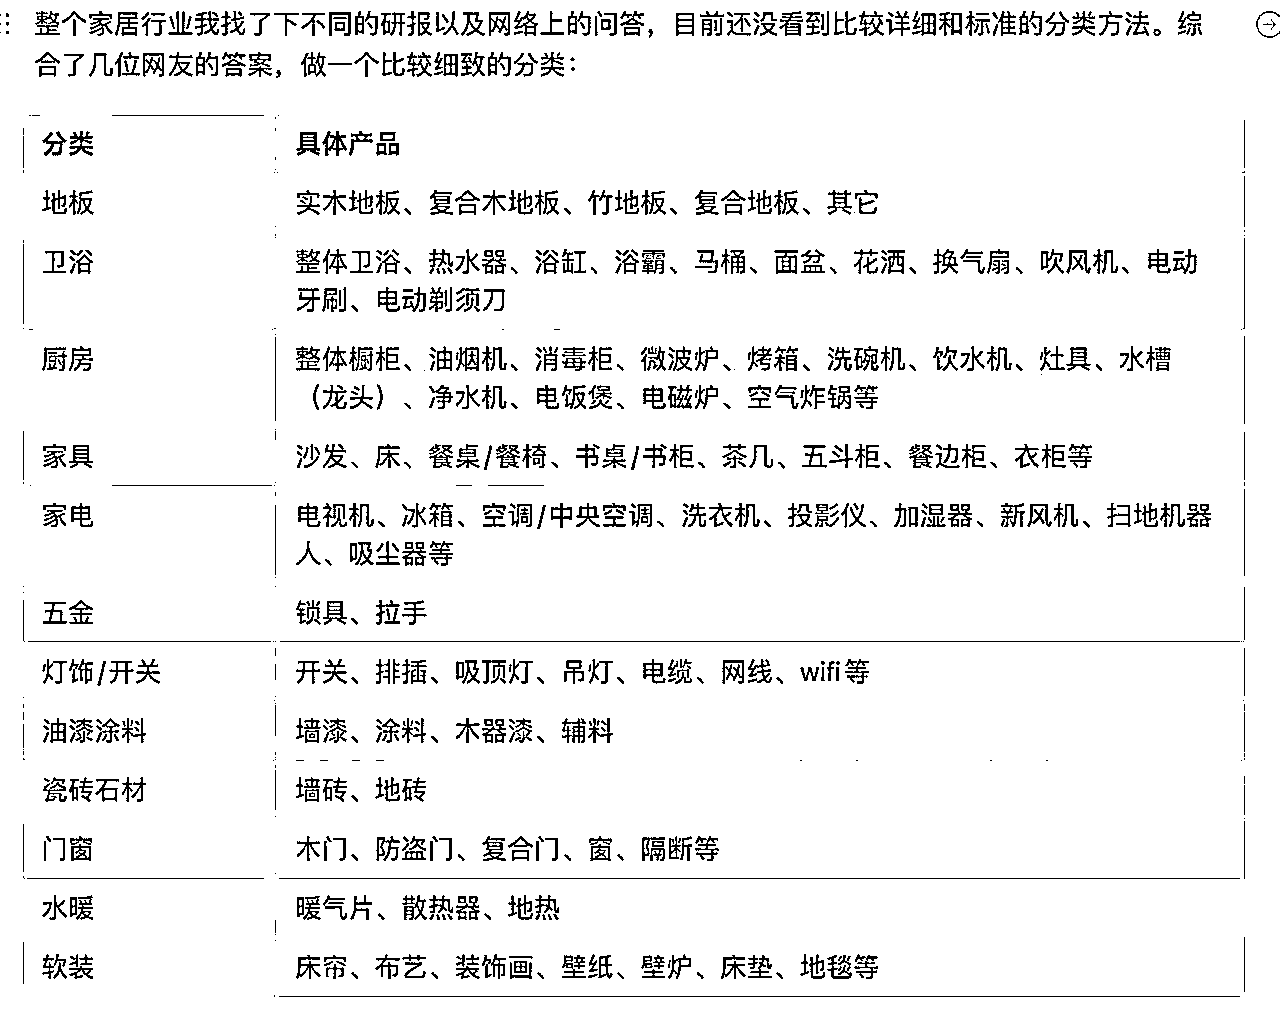 整个家居行业我找了下不同的研报以及网络上的问答，目前还没看到比较详细和标准的分类方法。综
合了几位网友的答案，做一个比较细致的分类：
分类 具体产品
地板 实木地板、复合木地板、竹地板、复合地板、其它
卫浴 整体卫浴、热水器、浴缸、浴霸、马桶、面盆、花洒、换气扇、吹风机、电动
牙刷、电动剃须刀
厨房 整体橱柜、油烟机、消毒柜、微波炉、烤箱、洗碗机、饮水机、灶具、水槽
（龙头）、净水机、电饭煲、电磁炉、空气炸锅等
家具 沙发、床、餐桌/餐椅、书桌/书柜、茶几、五斗柜、餐边柜、衣柜等
家电 电视机、冰箱、空调/中央空调、洗衣机、投影仪、加湿器、新风机、扫地机器
人、吸尘器等
五金 锁具、拉手
灯饰/开关 开关、排插、吸顶灯、吊灯、电缆、网线、wifi等
油漆涂料 墙漆、涂料、木器漆、辅料
瓷砖石材 墙砖、地砖
门窗 木门、防盗门、复合门、窗、隔断等
水暖 暖气片、散热器、地热
软装 床帘、布艺、装饰画、壁纸、壁炉、床垫、地毯等